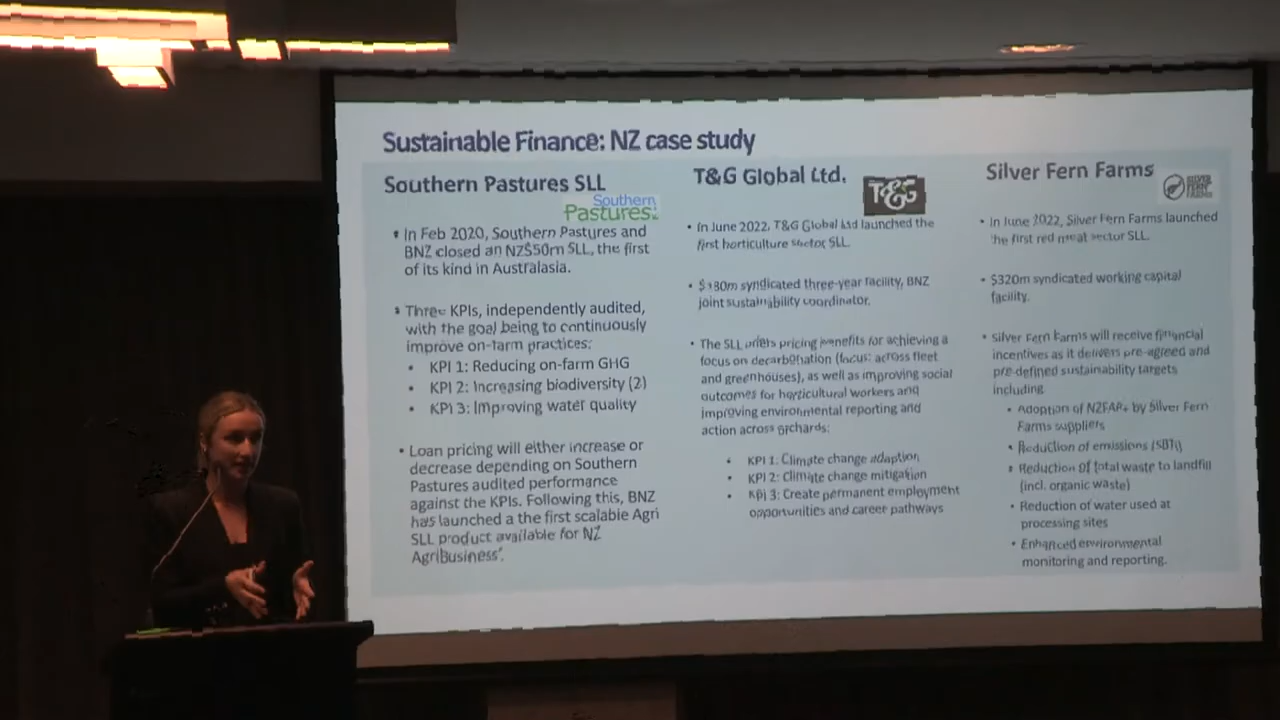 Sustainable Finance: NZ case study
Southern Pastures SLL
Southern
Pastures
• In Feb 2020, Southern Pastures and
BNZ closed an NZ$50m SLL, the first
of its kind in Australasia.
• Three KPIs, independently audited,
with the goal being to continuously
improve on-farm practices:
• KPI 1: Reducing on-farm GHG
• KPI 2: Increasing biodiversity (2)
• KPI 3: Improving water quality
• Loan pricing will either increase or
decrease depending on Southern
Pastures audited performance
against the KPIs. Following this, BNZ
has launched a the first scalable Agri
SLL product available for NZ
AgriBusiness'.
T&G Global Ltd.
T&G
• In June 2022, T&G Global Ltd launched the
first horticulture sector SLL.
• syndicated three-year facility, BNZ
joint sustainability coordinator.
• The SLL offers pricing benefits for achieving a
focus on decarbonation (focus: across fleet
and greenhouses), as well as improving social
outcomes for horticultural workers and
improving environmental reporting and
action across orchards:
• KPI 1: Climate change adaption
• KPI 2: Climate change mitigation
• KPI 3: Create permanent employment
opportunities and career pathways
Silver Fern Farms
SILVER
FERN
FARMS
• In June 2022, Silver Fern Farms launched
the first red meat sector SLL.
• $320m syndicated working capital
facility.
• Silver Fern Farms will receive financial
incentives as it delivers pre-agreed and
pre-defined sustainability targets
including
• Adoption of NZFAP+ by Silver Fern
Farms suppliers
• Reduction of emissions (SBTi)
• Reduction of total waste to landfill
(incl. organic waste)
• Reduction of water used at
processing sites
• Enhanced environmental
monitoring and reporting.